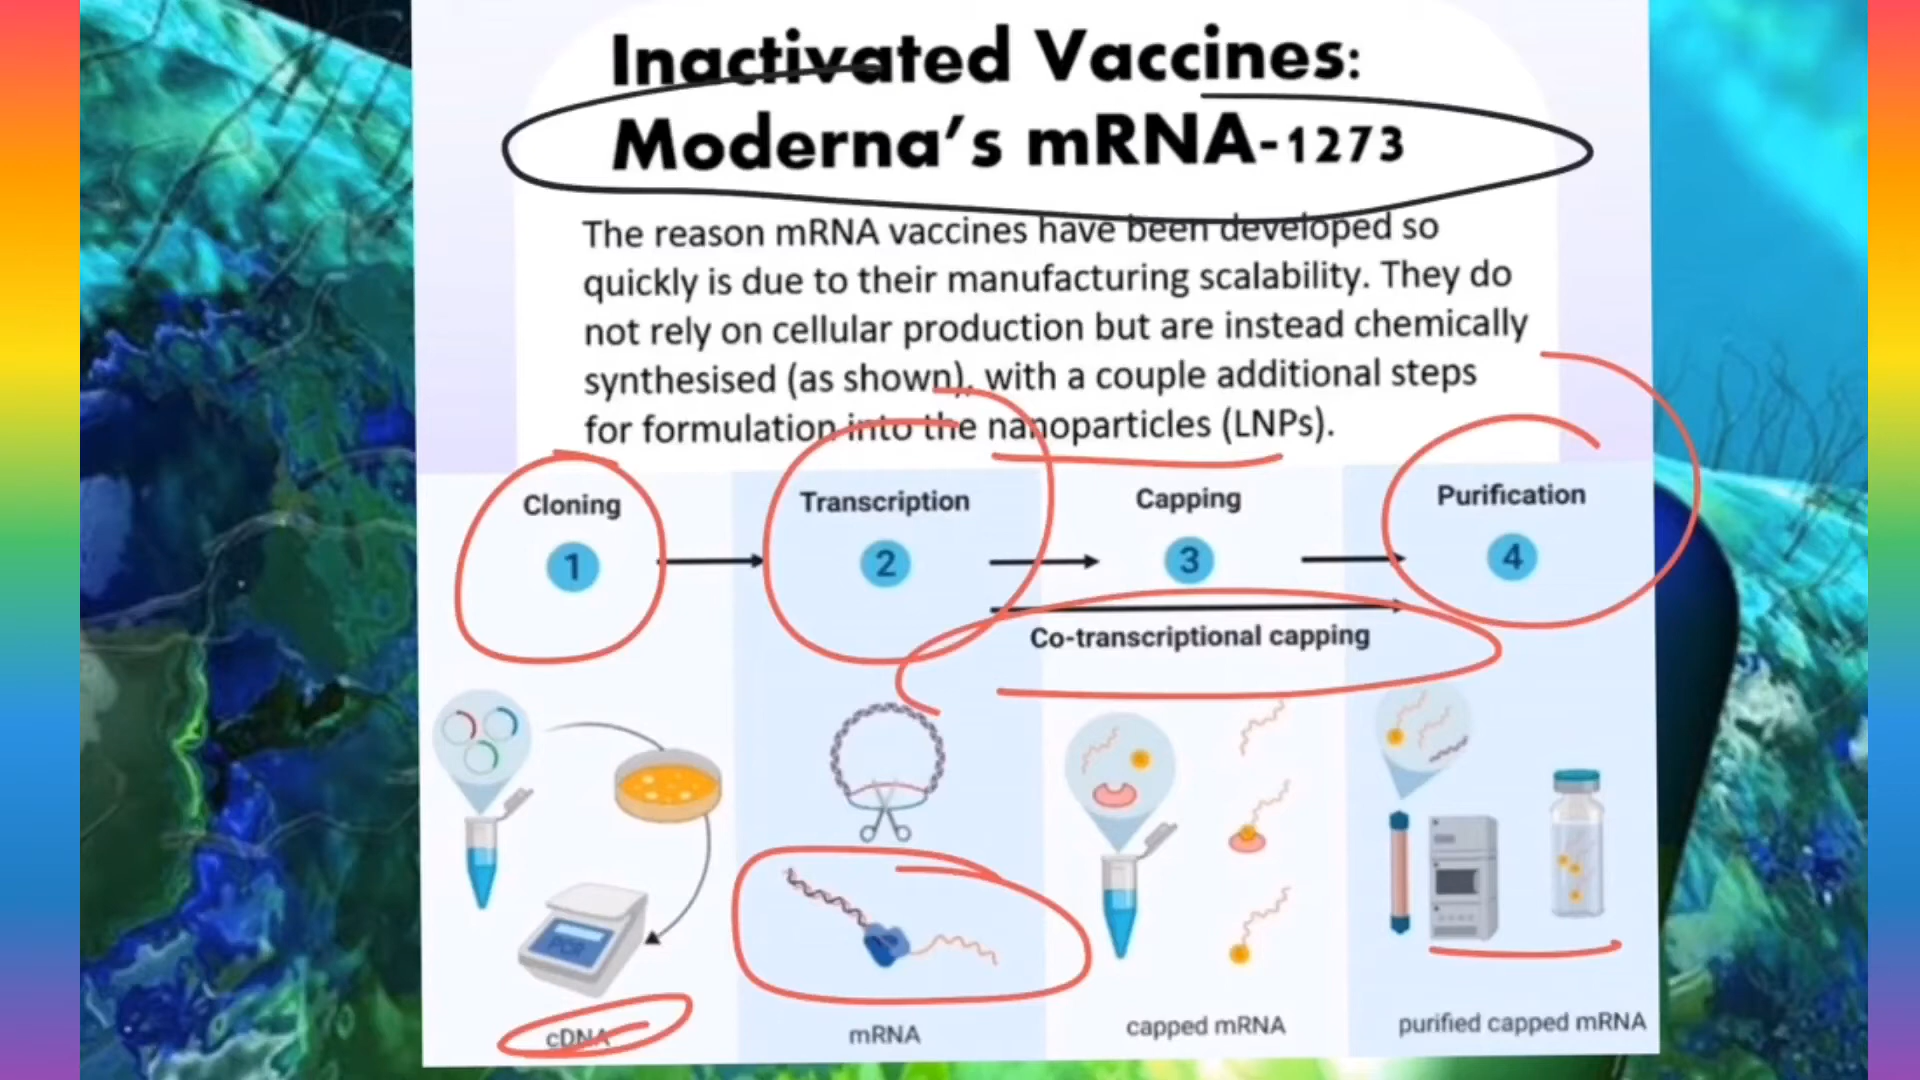 Inactivated Vaccines:
Moderna's mRNA-1273
The reason mRNA vaccines have been developed so
quickly is due to their manufacturing scalability. They do
not rely on cellular production but are instead chemically
synthesised (as shown), with a couple additional steps
for formulation into the nanoparticles (LNPs).
Cloning
1
Transcription
2
Capping
3
Purification
4
Co-transcriptional capping
PCR
cDNA
mRNA
capped mRNA
purified capped mRNA